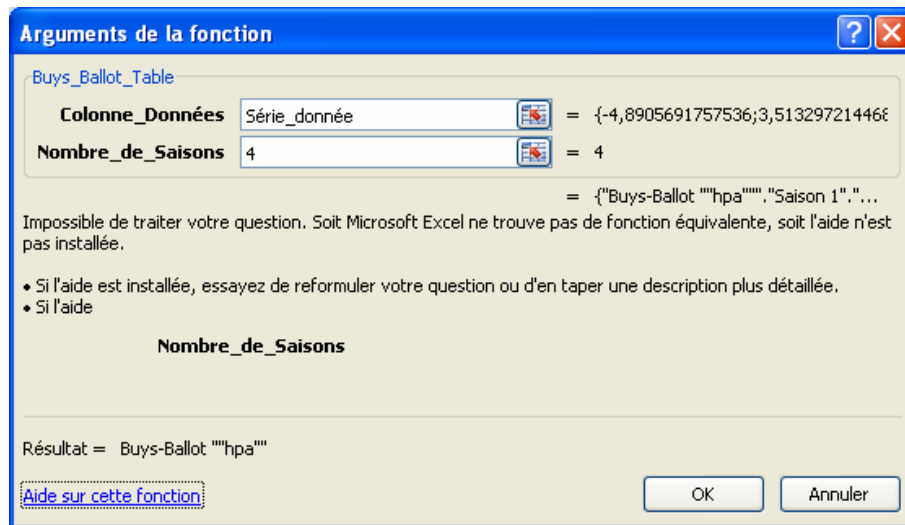 Arguments de la fonction
Buys_Ballot_Table
Colonne_Données Série_donnée = {-4,8905691757536;3,513297214468
Nombre_de_Saisons 4 = 4
= {"Buys-Ballot ""hpa"""."Saison 1"."...
Impossible de traiter votre question. Soit Microsoft Excel ne trouve pas de fonction équivalente, soit l'aide n'est
pas installée.
• Si l'aide est installée, essayez de reformuler votre question ou d'en taper une description plus détaillée.
• Si l'aide
Nombre_de_Saisons
Résultat = Buys-Ballot ""hpa""
Aide sur cette fonction
OK Annuler